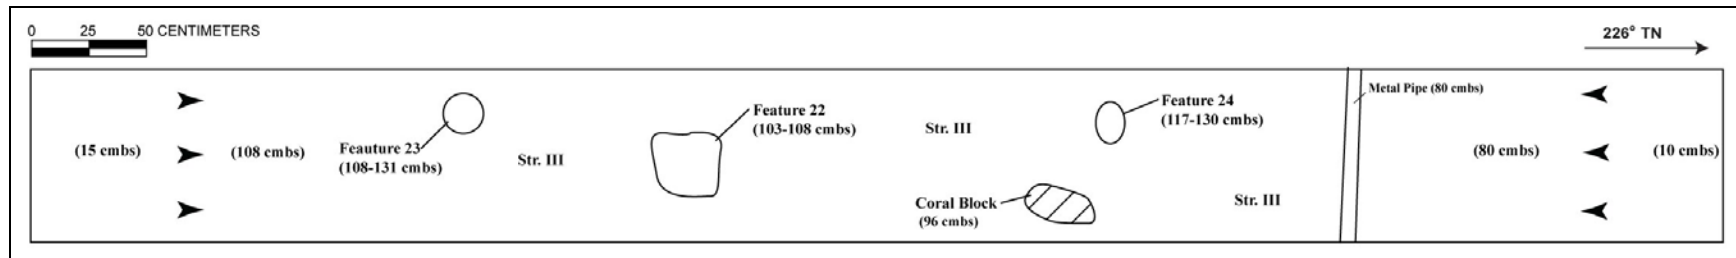 0 25 50 CENTIMETERS
226° TN
Metal Pipe (80 cmbs)
Feature 22
(103-108 cmbs)
Feature 24
(117-130 cmbs)
Str. III
(15 cmbs)
(108 cmbs)
Feauture 23
(108-131 cmbs)
Str. III
(80 cmbs)
(10 cmbs)
Coral Block
(96 cmbs)
Str. III